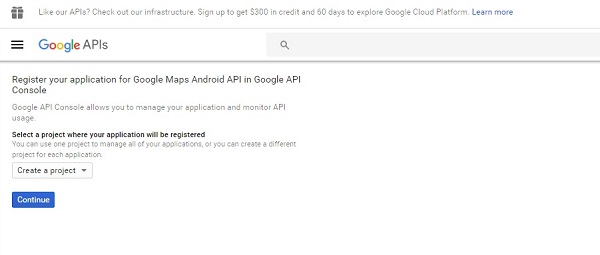 Like our APIs? Check out our infrastructure. Sign up to get $300 in credit and 60 days to explore Google Cloud Platform. Learn more
Google APIs
Register your application for Google Maps Android API in Google API
Console
Google API Console allows you to manage your application and monitor API
usage.
Select a project where your application will be registered
You can use one project to manage all of your applications, or you can create a different
project for each application.
Create a project
Continue